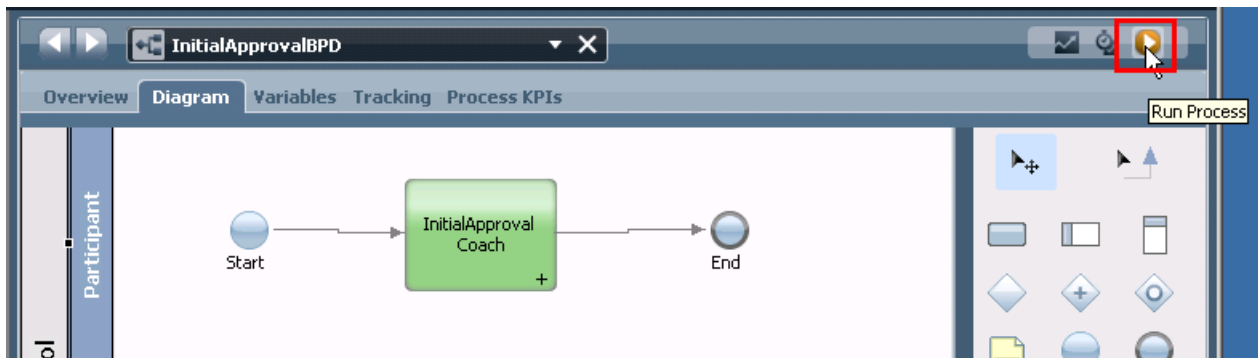 InitialApprovalBPD
Overview Diagram Variables Tracking Process KPIs
Run Process
Participant
InitialApproval
Coach
Start
End